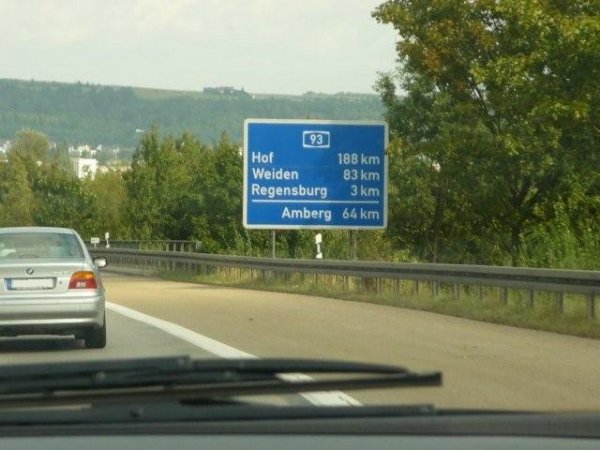 93
Hof 188 km
Weiden 83 km
Regensburg 3 km
Amberg 64 km